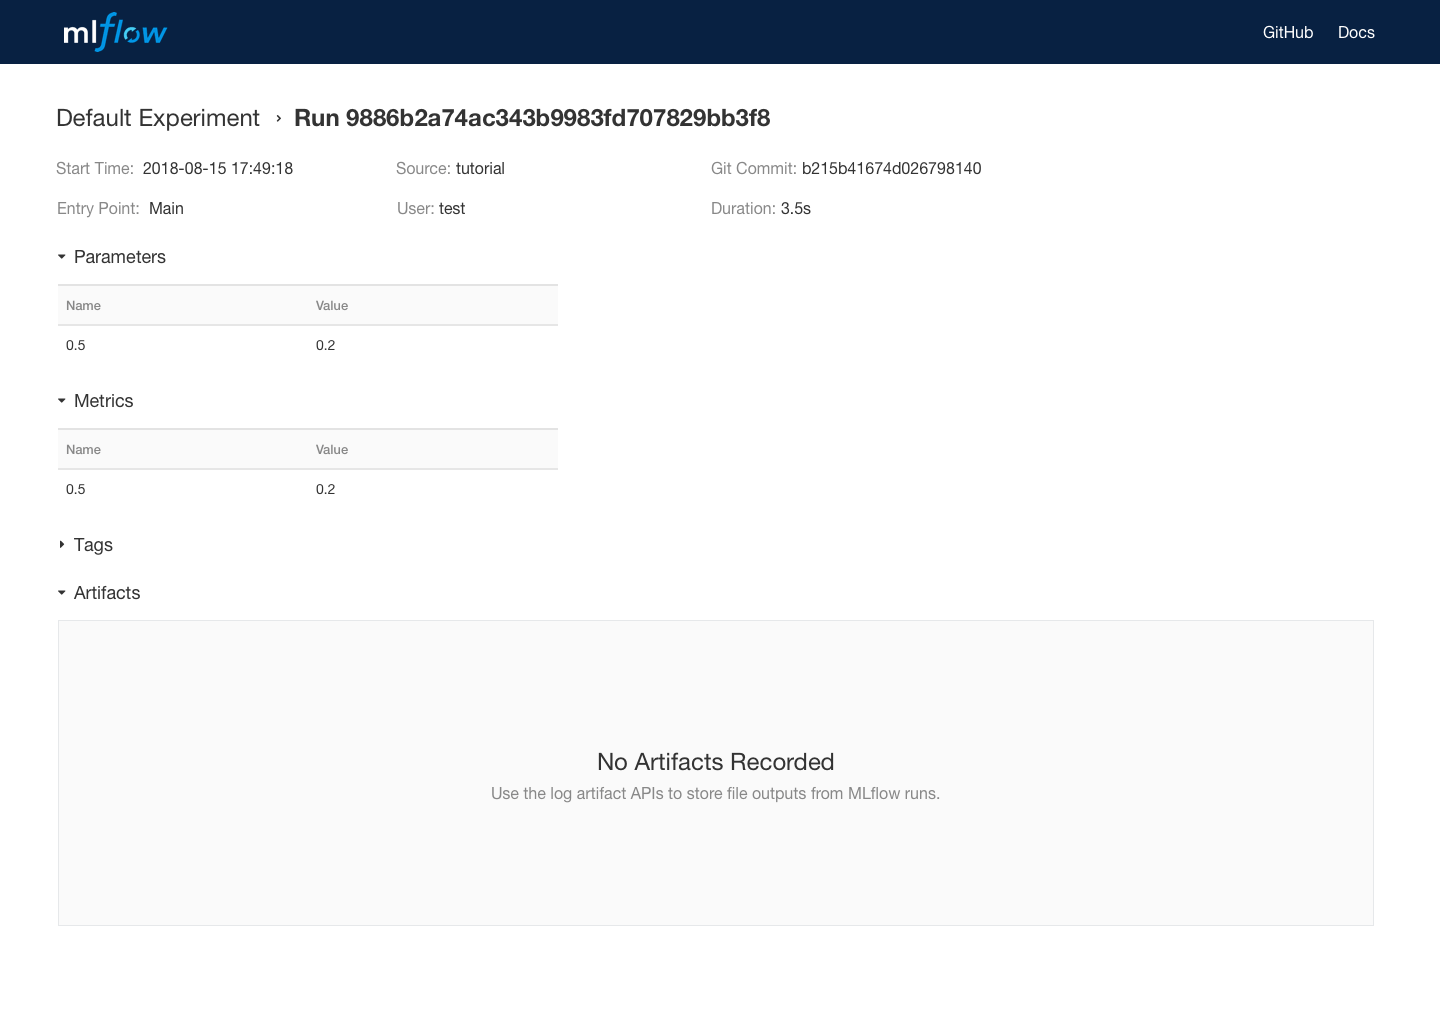 mlflow
GitHub Docs
Default Experiment › Run 9886b2a74ac343b9983fd707829bb3f8
Start Time: 2018-08-15 17:49:18 Source: tutorial Git Commit: b215b41674d026798140
Entry Point: Main User: test Duration: 3.5s
Parameters
Name Value
0.5 0.2
Metrics
Name Value
0.5 0.2
Tags
Artifacts
No Artifacts Recorded
Use the log artifact APIs to store file outputs from MLflow runs.